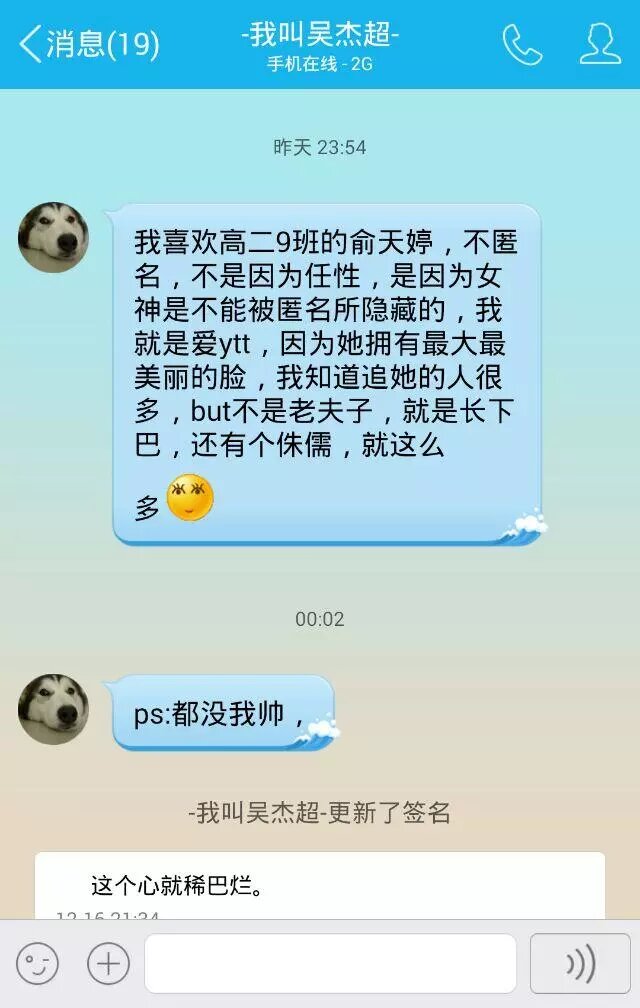 消息(19)
-我叫吴杰超-
手机在线 - 2G
昨天 23:54
我喜欢高二9班的俞天婷，不匿
名，不是因为任性，是因为女
神是不能被匿名所隐藏的，我
就是爱ytt，因为她拥有最大最
美丽的脸，我知道追她的人很
多，but不是老夫子，就是长下
巴，还有个侏儒，就这么
多
00:02
ps:都没我帅，
-我叫吴杰超-更新了签名
这个心就稀巴烂。
12-16 21:34